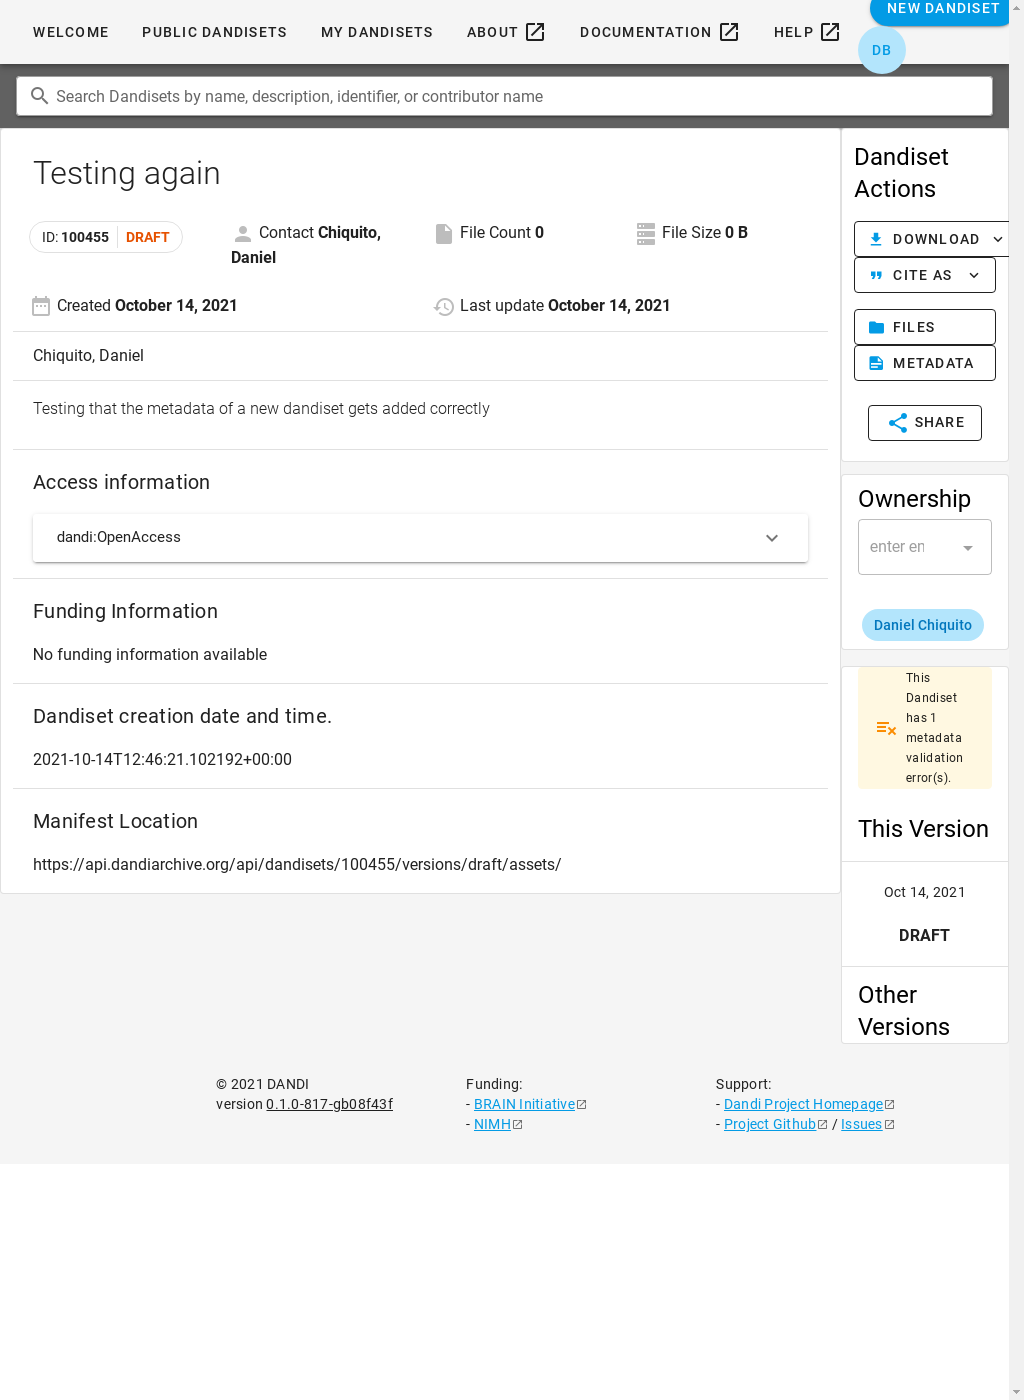 WELCOME PUBLIC DANDISETS MY DANDISETS ABOUT DOCUMENTATION HELP NEW DANDISET
DB
Search Dandisets by name, description, identifier, or contributor name
Testing again
ID: 100455 DRAFT
Contact Chiquito,
Daniel
File Count 0
File Size 0 B
Created October 14, 2021
Last update October 14, 2021
Chiquito, Daniel
Testing that the metadata of a new dandiset gets added correctly
Access information
dandi:OpenAccess
Funding Information
No funding information available
Dandiset creation date and time.
2021-10-14T12:46:21.102192+00:00
Manifest Location
https://api.dandiarchive.org/api/dandisets/100455/versions/draft/assets/
Dandiset
Actions
DOWNLOAD
CITE AS
FILES
METADATA
SHARE
Ownership
enter en
Daniel Chiquito
This
Dandiset
has 1
metadata
validation
error(s).
This Version
Oct 14, 2021
DRAFT
Other
Versions
© 2021 DANDI
version 0.1.0-817-gb08f43f
Funding:
- BRAIN Initiative
- NIMH
Support:
- Dandi Project Homepage
- Project Github / Issues